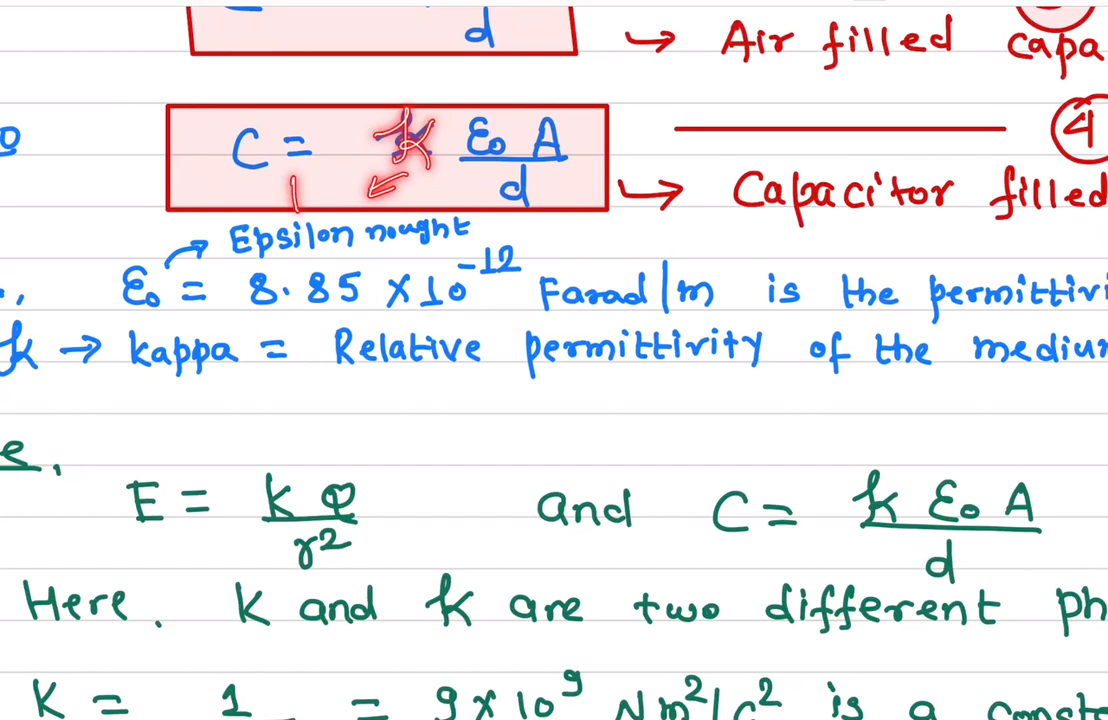 d → Air filled capa
C = k ε₀ A / d → Capacitor filled ④
Epsilon nought
ε₀ = 8.85 × 10⁻¹² Farad/m is the permittivi
k → kappa = Relative permittivity of the medium
e.
E = k φ / r² and C = k ε₀ A / d
Here. K and k are two different ph
K = 1 = 9 × 10⁹ Nm²/c² is a const